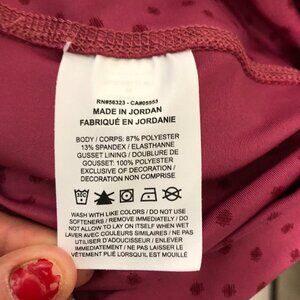 RN#56323 - CA#05553
MADE IN JORDAN
FABRIQUÉ EN JORDANIE
BODY / CORPS: 87% POLYESTER
13% SPANDEX / ELASTHANNE
GUSSET LINING / DOUBLURE DU
GOUSSET: 100% POLYESTER
EXCLUSIVE OF DECORATION /
DECORATION NON COMPRISE
WASH WITH LIKE COLORS / DO NOT USE
SOFTENERS / REMOVE IMMEDIATELY / DO
NOT ALLOW TO LAY ON ITSELF WHEN WET
LAVER AVEC COULEURS / NE PAS
UTILISER D'ADOUCISSEUR / ENLEVER
IMMÉDIATEMENT / NE PAS LAISSER LE
VÊTEMENT PLIÉ LORSQU'IL EST MOUILLÉ